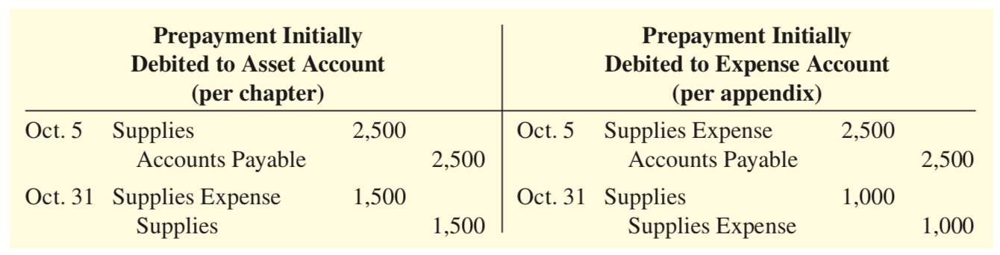 Prepayment Initially
Debited to Asset Account
(per chapter)
Prepayment Initially
Debited to Expense Account
(per appendix)
Oct. 5 Supplies 2,500
Accounts Payable 2,500
Oct. 31 Supplies Expense 1,500
Supplies 1,500
Oct. 5 Supplies Expense 2,500
Accounts Payable 2,500
Oct. 31 Supplies 1,000
Supplies Expense 1,000